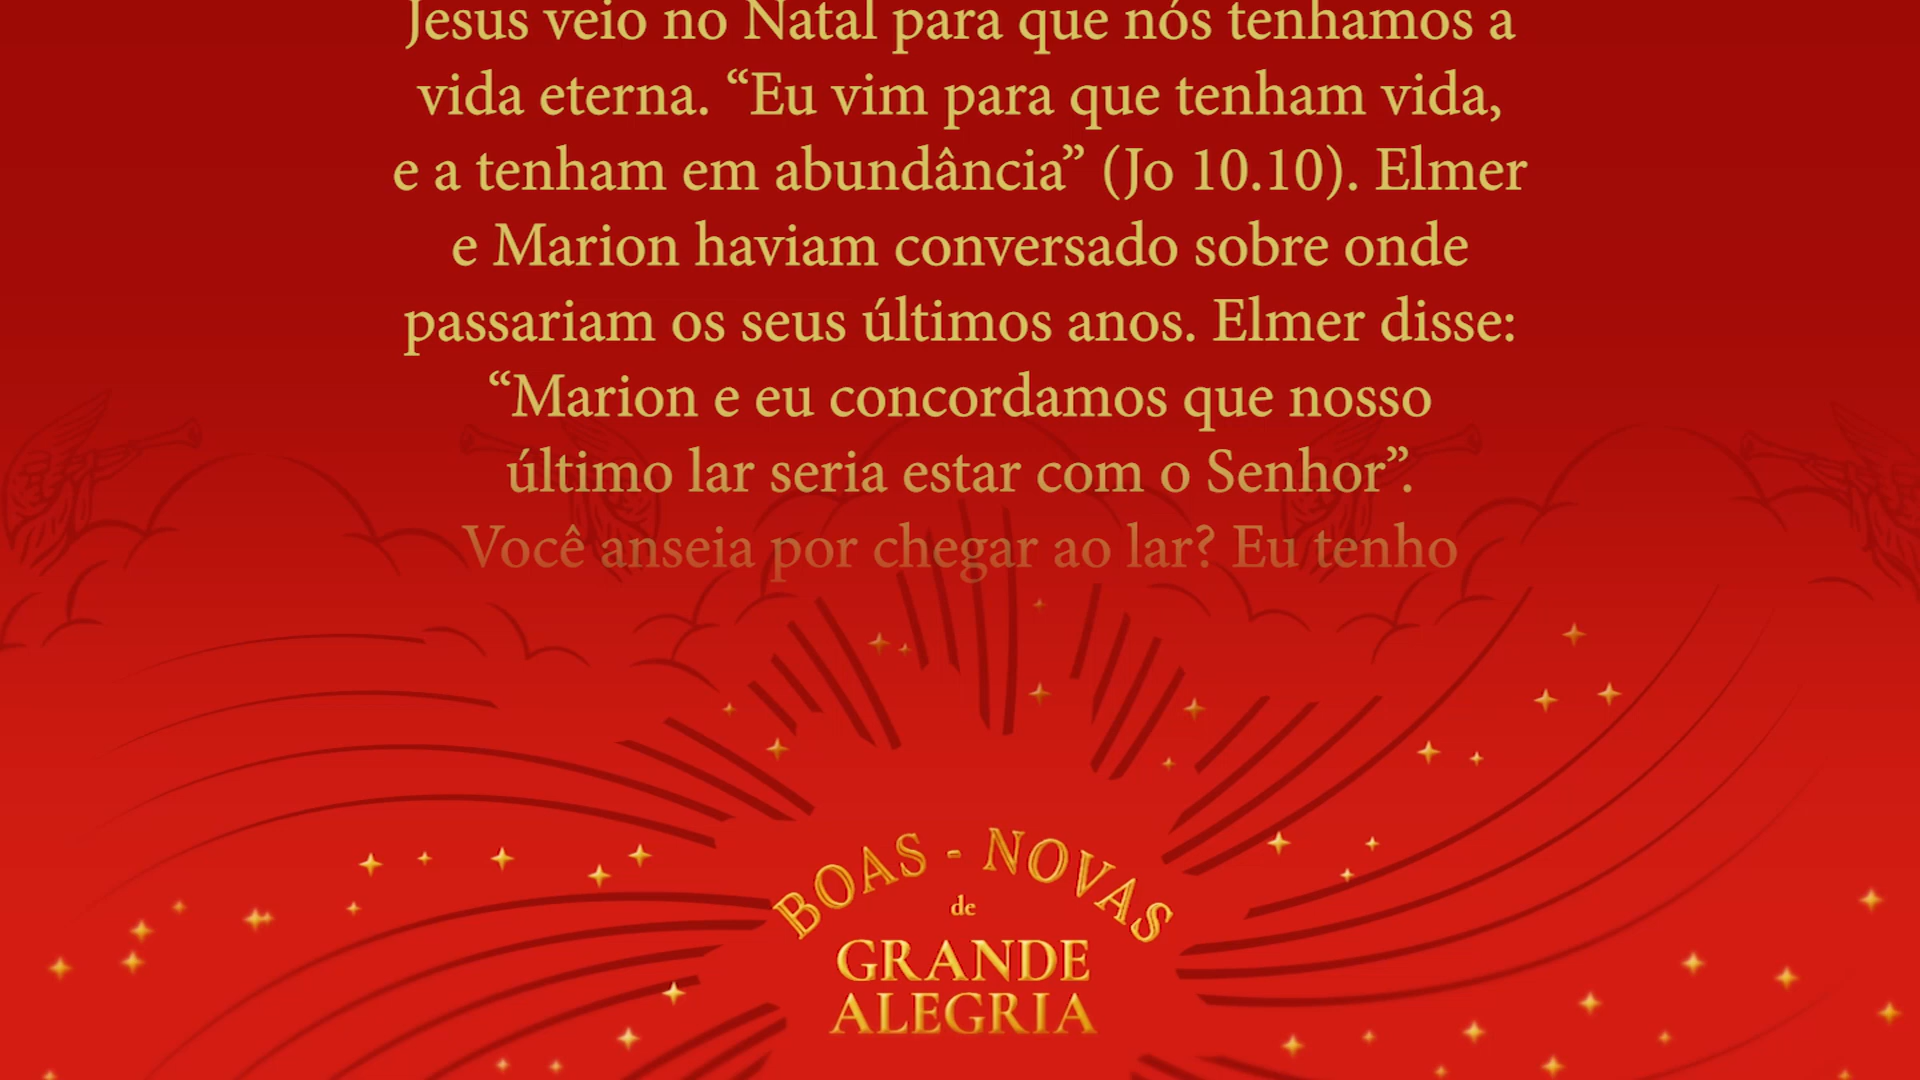 Jesus veio no Natal para que nós tenhamos a
vida eterna. “Eu vim para que tenham vida,
e a tenham em abundância” (Jo 10.10). Elmer
e Marion haviam conversado sobre onde
passariam os seus últimos anos. Elmer disse:
“Marion e eu concordamos que nosso
último lar seria estar com o Senhor”.
Você anseia por chegar ao lar? Eu tenho
BOAS - NOVAS
de
GRANDE
ALEGRIA